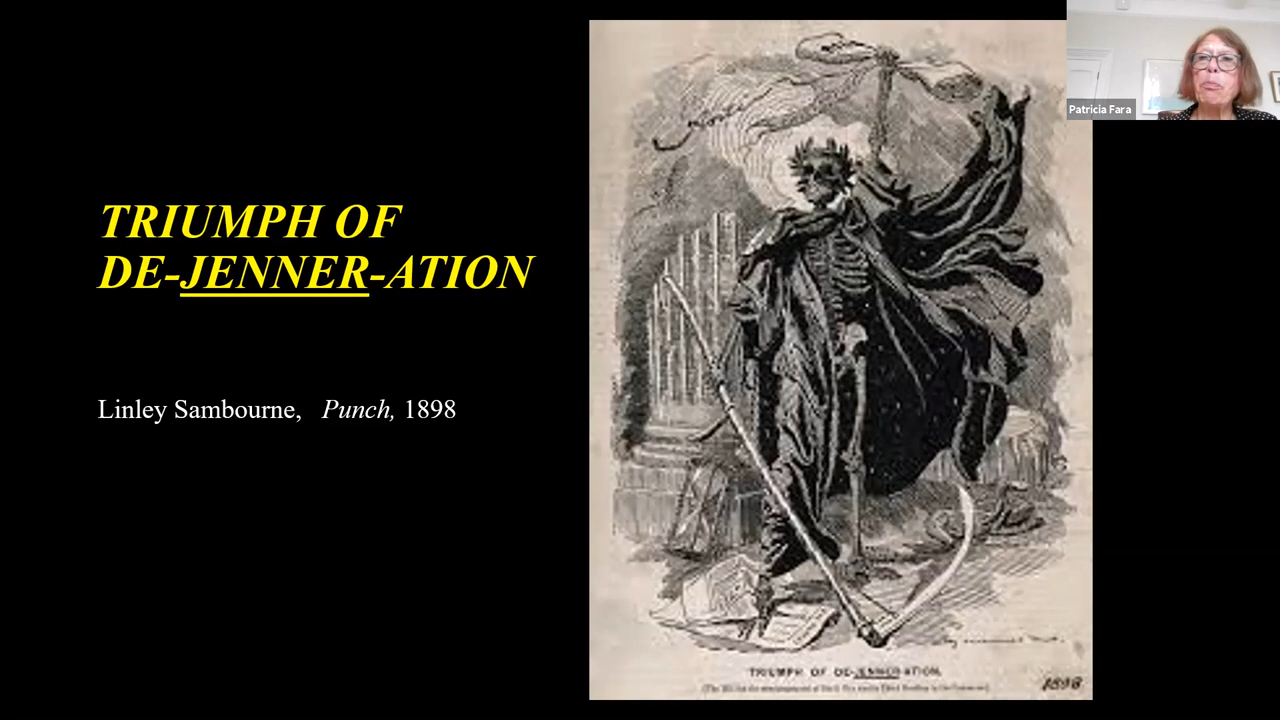 TRIUMPH OF
DE-JENNER-ATION
Linley Sambourne, Punch, 1898
Patricia Fara
TRIUMPH OF DE-JENNER-ATION.
1898